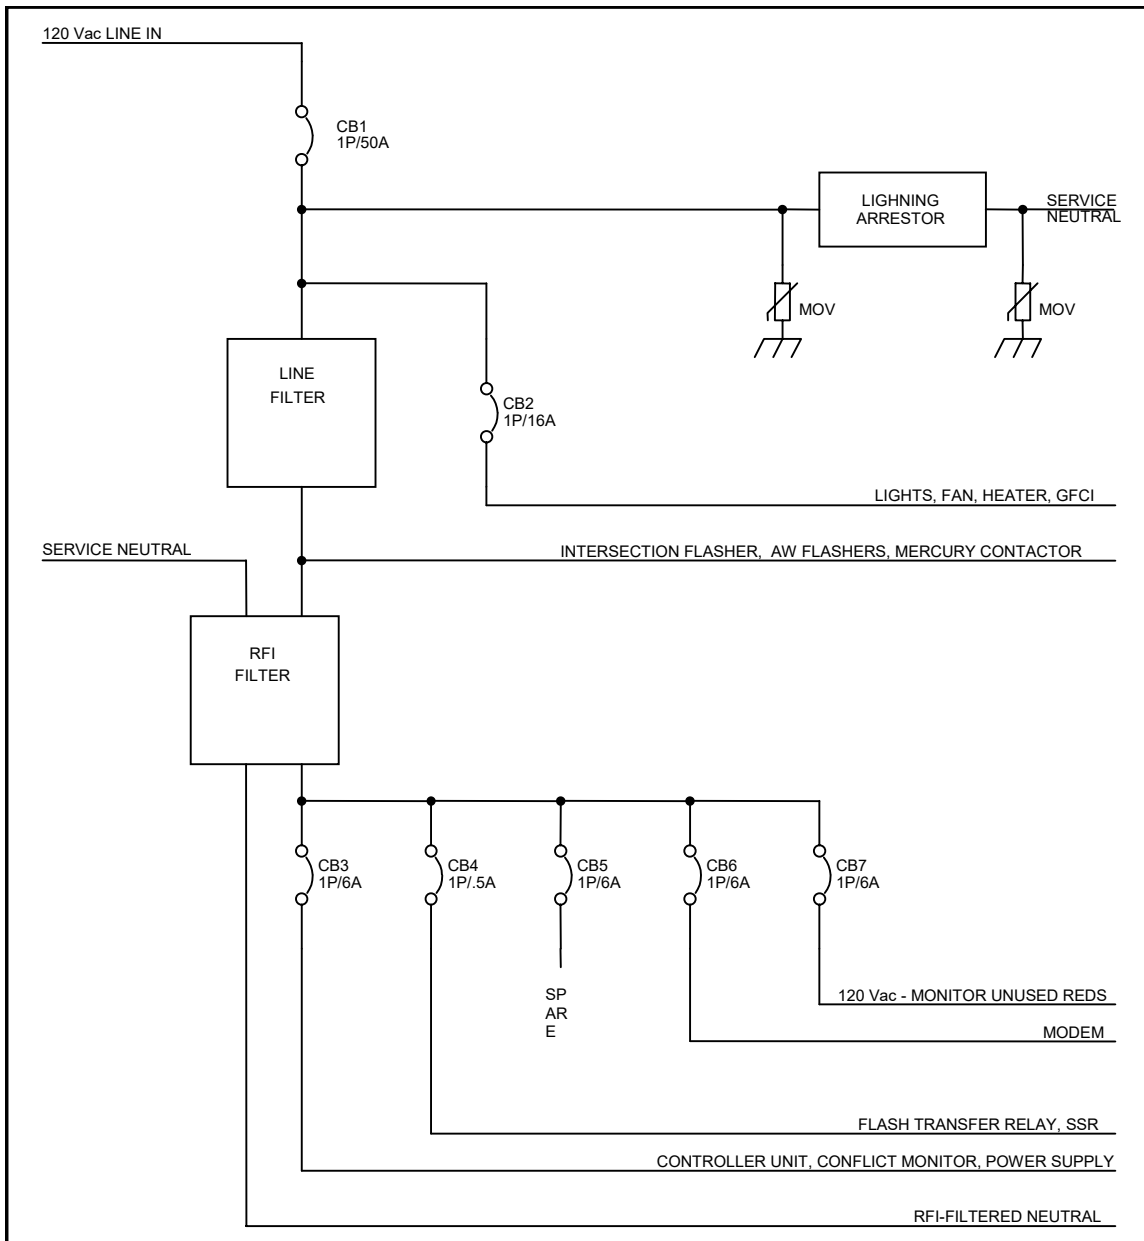 120 Vac LINE IN
CB1
1P/50A
LIGHNING
ARRESTOR
SERVICE
NEUTRAL
MOV
MOV
LINE
FILTER
CB2
1P/16A
LIGHTS, FAN, HEATER, GFCI
SERVICE NEUTRAL
INTERSECTION FLASHER, AW FLASHERS, MERCURY CONTACTOR
RFI
FILTER
CB3
1P/6A
CB4
1P/.5A
CB5
1P/6A
CB6
1P/6A
CB7
1P/6A
SP
AR
E
120 Vac - MONITOR UNUSED REDS
MODEM
FLASH TRANSFER RELAY, SSR
CONTROLLER UNIT, CONFLICT MONITOR, POWER SUPPLY
RFI-FILTERED NEUTRAL